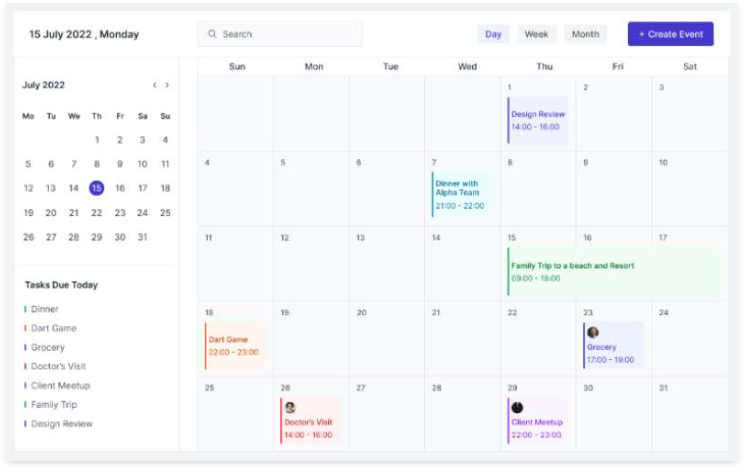 15 July 2022 , Monday
Search
Day Week Month
+ Create Event
July 2022
< >
Mo Tu We Th Fr Sa Su
1 2 3 4
5 6 7 8 9 10 11
12 13 14 15 16 17 18
19 20 21 22 23 24 25
26 27 28 29 30 31
Tasks Due Today
Dinner
Dart Game
Grocery
Doctor's Visit
Client Meetup
Family Trip
Design Review
Sun Mon Tue Wed Thu Fri Sat
1 2 3
Design Review
14:00 - 16:00
4 5 6 7 8 9 10
Dinner with
Alpha Team
21:00 - 22:00
11 12 13 14 15 16 17
Family Trip to a beach and Resort
09:00 - 18:00
18 19 20 21 22 23 24
Dart Game
22:00 - 23:00
Grocery
17:00 - 19:00
25 26 27 28 29 30 31
Doctor's Visit
14:00 - 16:00
Client Meetup
22:00 - 23:00